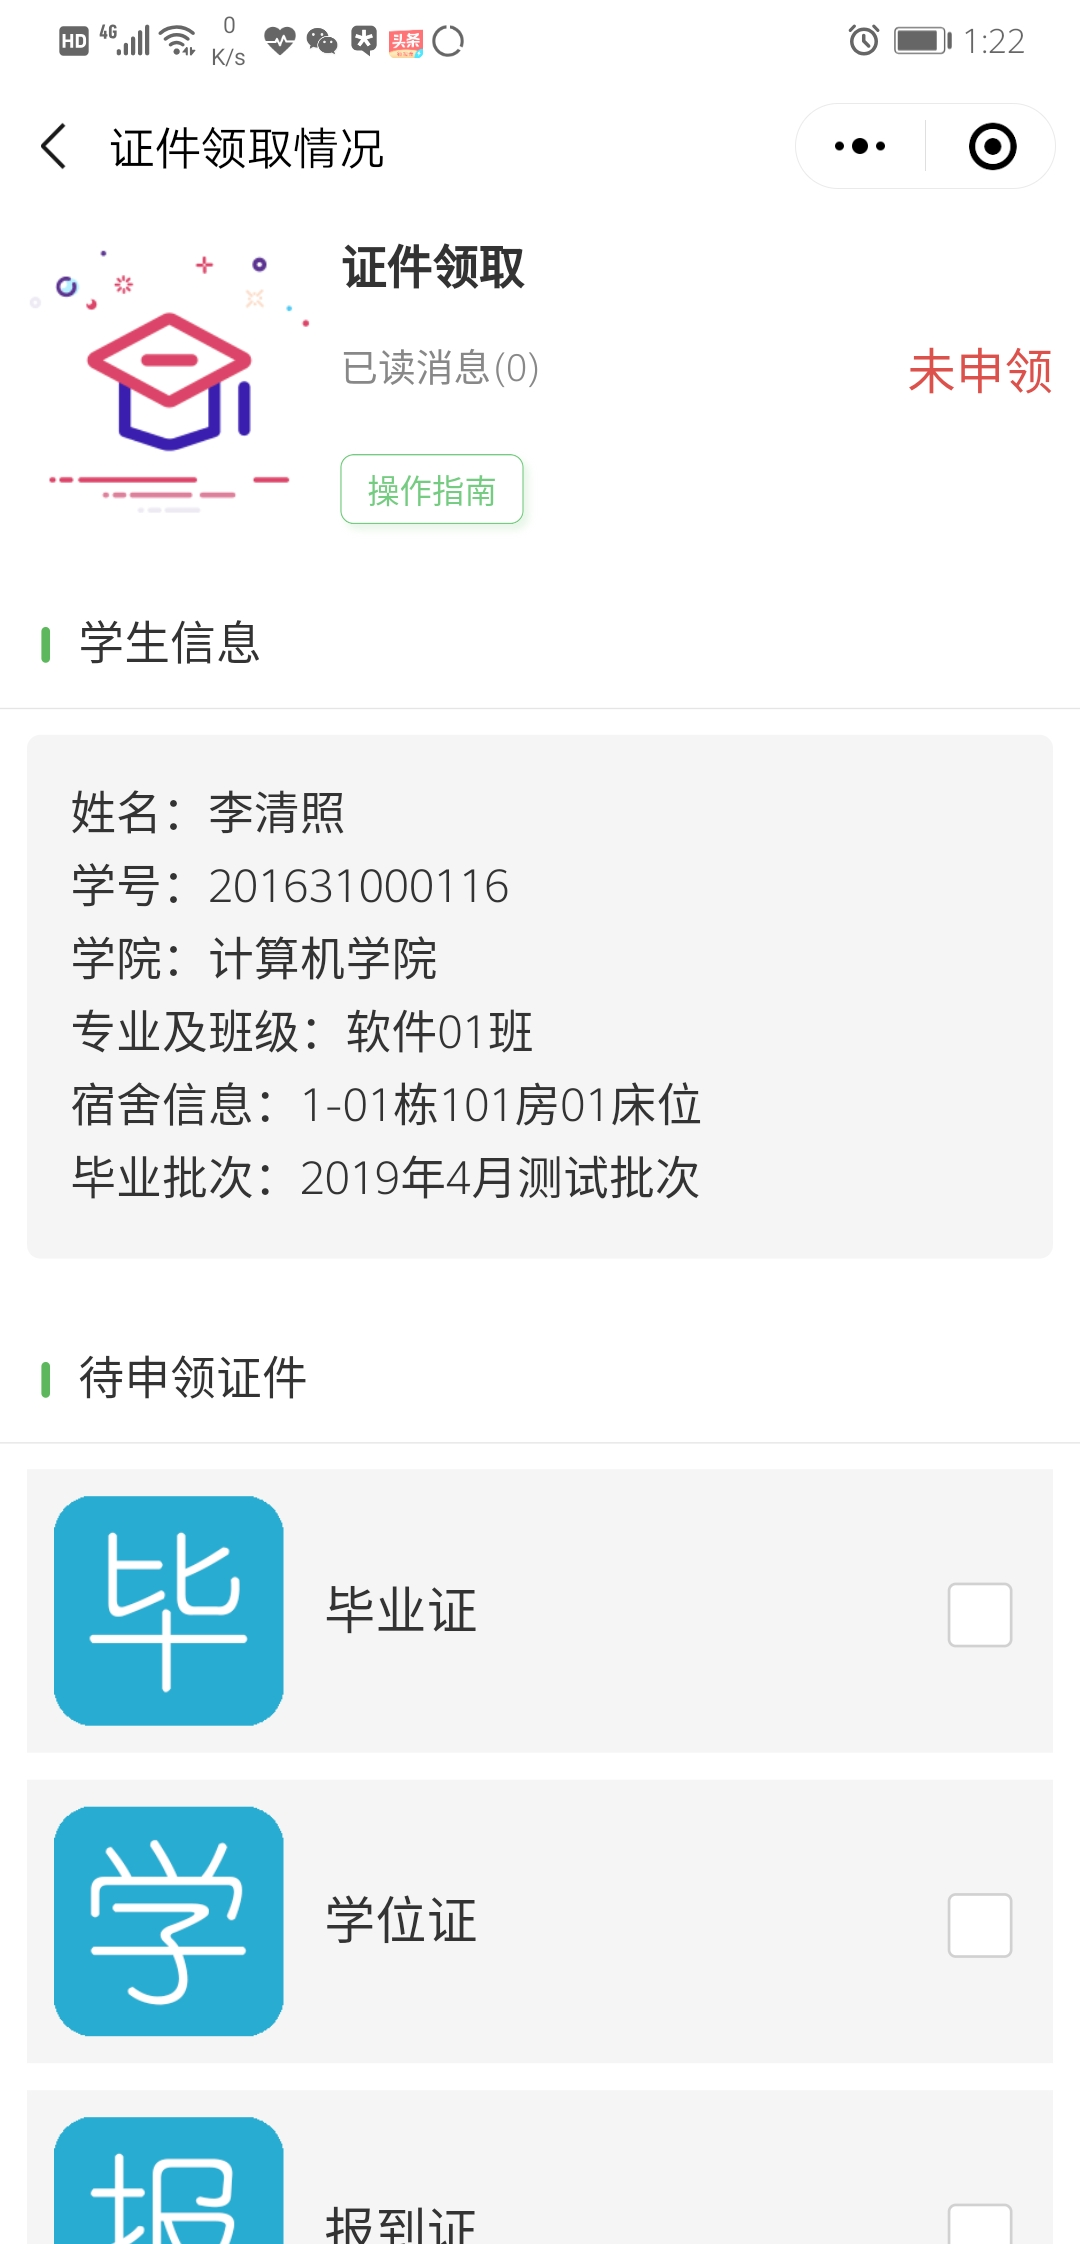 HD 4G 0 K/s 头条 1:22
证件领取情况
证件领取
已读消息(0)
未申领
操作指南
学生信息
姓名：李清照
学号：201631000116
学院：计算机学院
专业及班级：软件01班
宿舍信息：1-01栋101房01床位
毕业批次：2019年4月测试批次
待申领证件
毕 毕业证
学 学位证
报 报到证